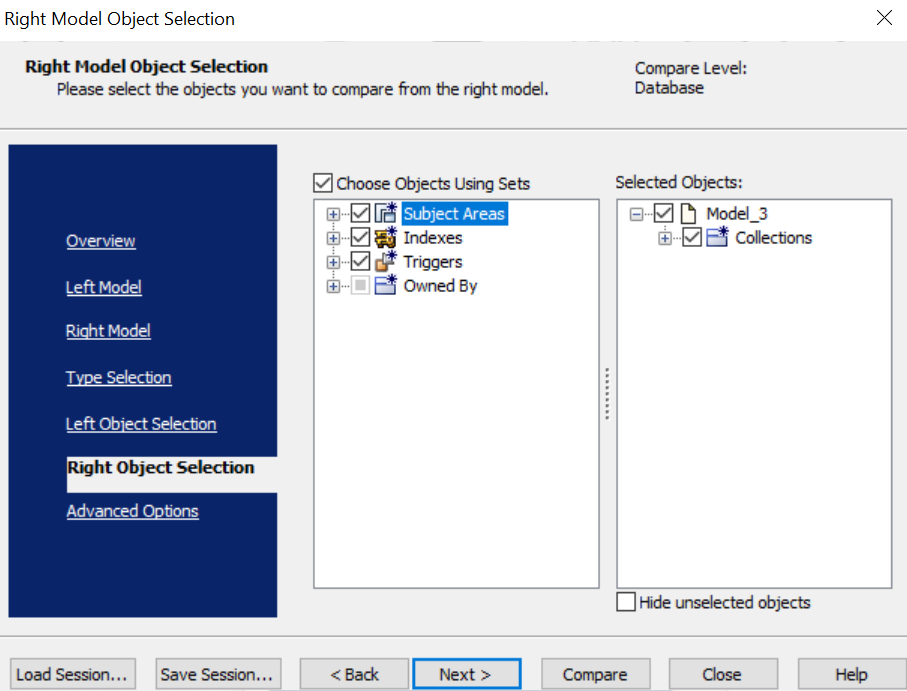 Right Model Object Selection
Right Model Object Selection
Please select the objects you want to compare from the right model.
Compare Level:
Database
Overview
Left Model
Right Model
Type Selection
Left Object Selection
Right Object Selection
Advanced Options
Choose Objects Using Sets
Subject Areas
Indexes
Triggers
Owned By
Selected Objects:
Model_3
Collections
Hide unselected objects
Load Session...
Save Session...
< Back
Next >
Compare
Close
Help